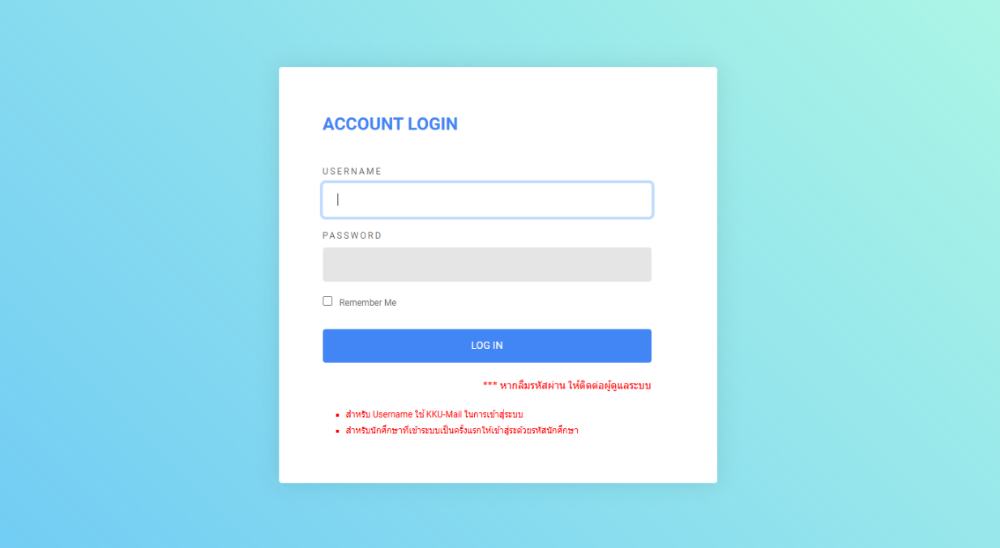 ACCOUNT LOGIN
USERNAME
PASSWORD
Remember Me
LOG IN
*** หากลืมรหัสผ่าน ให้ติดต่อผู้ดูแลระบบ
สำหรับ Username ใช้ KKU-Mail ในการเข้าสู่ระบบ
สำหรับนักศึกษาที่เข้าระบบเป็นครั้งแรกให้เข้าสู่ระด้วยรหัสนักศึกษา